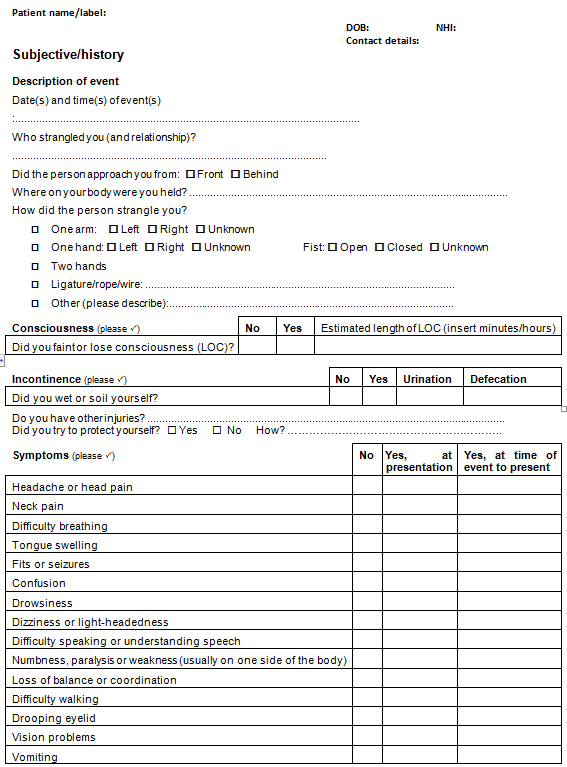 Patient name/label:
DOB: NHI:
Contact details:
Subjective/history
Description of event
Date(s) and time(s) of event(s)
:...................................................................................................................
Who strangled you (and relationship)?
.........................................................................................................
Did the person approach you from: ☐ Front ☐ Behind
Where on your body were you held? ..........................................................................................................
How did the person strangle you?
☐ One arm: ☐ Left ☐ Right ☐ Unknown
☐ One hand: ☐ Left ☐ Right ☐ Unknown Fist: ☐ Open ☐ Closed ☐ Unknown
☐ Two hands
☐ Ligature/rope/wire: .......................................................................................................
☐ Other (please describe):...............................................................................................
Consciousness (please ✓) No Yes Estimated length of LOC (insert minutes/hours)
Did you faint or lose consciousness (LOC)?
Incontinence (please ✓) No Yes Urination Defecation
Did you wet or soil yourself?
Do you have other injuries? .......................................................................................................................
Did you try to protect yourself? ☐ Yes ☐ No How? ........................................................................
Symptoms (please ✓) No Yes, at Yes, at time of
presentation event to present
Headache or head pain
Neck pain
Difficulty breathing
Tongue swelling
Fits or seizures
Confusion
Drowsiness
Dizziness or light-headedness
Difficulty speaking or understanding speech
Numbness, paralysis or weakness (usually on one side of the body)
Loss of balance or coordination
Difficulty walking
Drooping eyelid
Vision problems
Vomiting